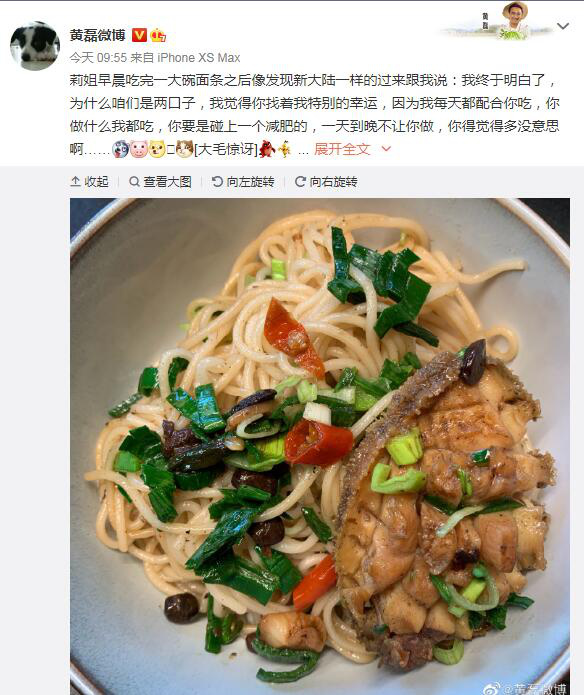 黄磊微博
黄磊
今天 09:55 来自 iPhone XS Max
莉姐早晨吃完一大碗面条之后像发现新大陆一样的过来跟我说：我终于明白了，
为什么咱们是两口子，我觉得你找着我特别的幸运，因为我每天都配合你吃，你
做什么我都吃，你要是碰上一个减肥的，一天到晚不让你做，你得觉得多没意思
啊……□[大毛惊讶] ... 展开全文
收起 查看大图 向左旋转 向右旋转
@黄磊微博